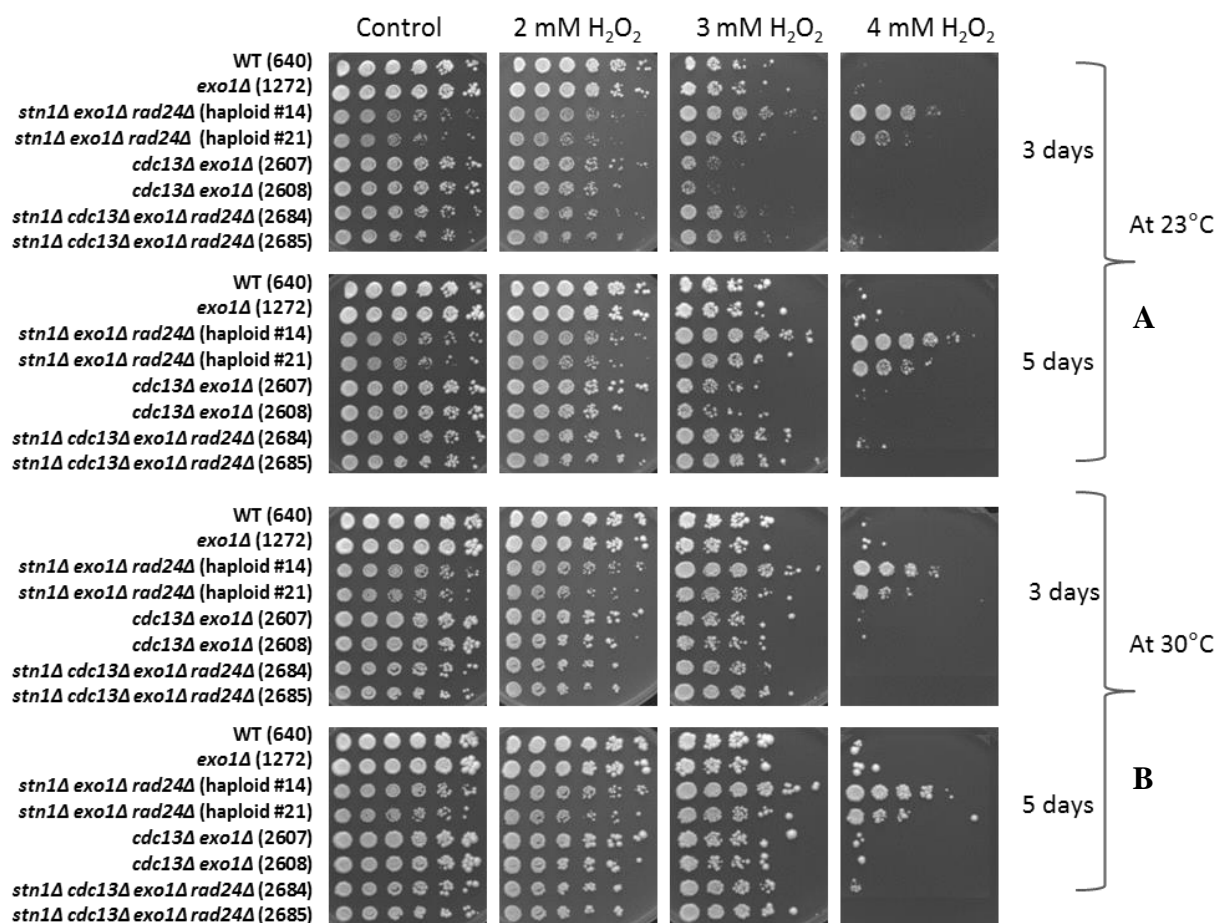 Control 2 mM H₂O₂ 3 mM H₂O₂ 4 mM H₂O₂
WT (640)
exo1Δ (1272)
stn1Δ exo1Δ rad24Δ (haploid #14)
stn1Δ exo1Δ rad24Δ (haploid #21)
cdc13Δ exo1Δ (2607)
cdc13Δ exo1Δ (2608)
stn1Δ cdc13Δ exo1Δ rad24Δ (2684)
stn1Δ cdc13Δ exo1Δ rad24Δ (2685)
3 days
WT (640)
exo1Δ (1272)
stn1Δ exo1Δ rad24Δ (haploid #14)
stn1Δ exo1Δ rad24Δ (haploid #21)
cdc13Δ exo1Δ (2607)
cdc13Δ exo1Δ (2608)
stn1Δ cdc13Δ exo1Δ rad24Δ (2684)
stn1Δ cdc13Δ exo1Δ rad24Δ (2685)
5 days
At 23°C
A
WT (640)
exo1Δ (1272)
stn1Δ exo1Δ rad24Δ (haploid #14)
stn1Δ exo1Δ rad24Δ (haploid #21)
cdc13Δ exo1Δ (2607)
cdc13Δ exo1Δ (2608)
stn1Δ cdc13Δ exo1Δ rad24Δ (2684)
stn1Δ cdc13Δ exo1Δ rad24Δ (2685)
3 days
WT (640)
exo1Δ (1272)
stn1Δ exo1Δ rad24Δ (haploid #14)
stn1Δ exo1Δ rad24Δ (haploid #21)
cdc13Δ exo1Δ (2607)
cdc13Δ exo1Δ (2608)
stn1Δ cdc13Δ exo1Δ rad24Δ (2684)
stn1Δ cdc13Δ exo1Δ rad24Δ (2685)
5 days
At 30°C
B